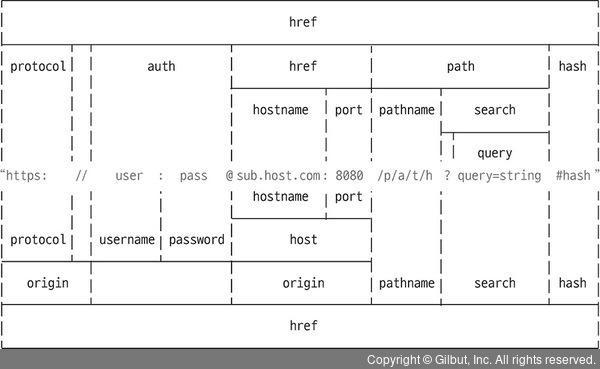 href
protocol auth href path hash
hostname port pathname search
query
“https: // user : pass @ sub.host.com: 8080 /p/a/t/h ? query=string #hash”
hostname port
protocol username password host
origin origin pathname search hash
href
Copyright © Gilbut, Inc. All rights reserved.